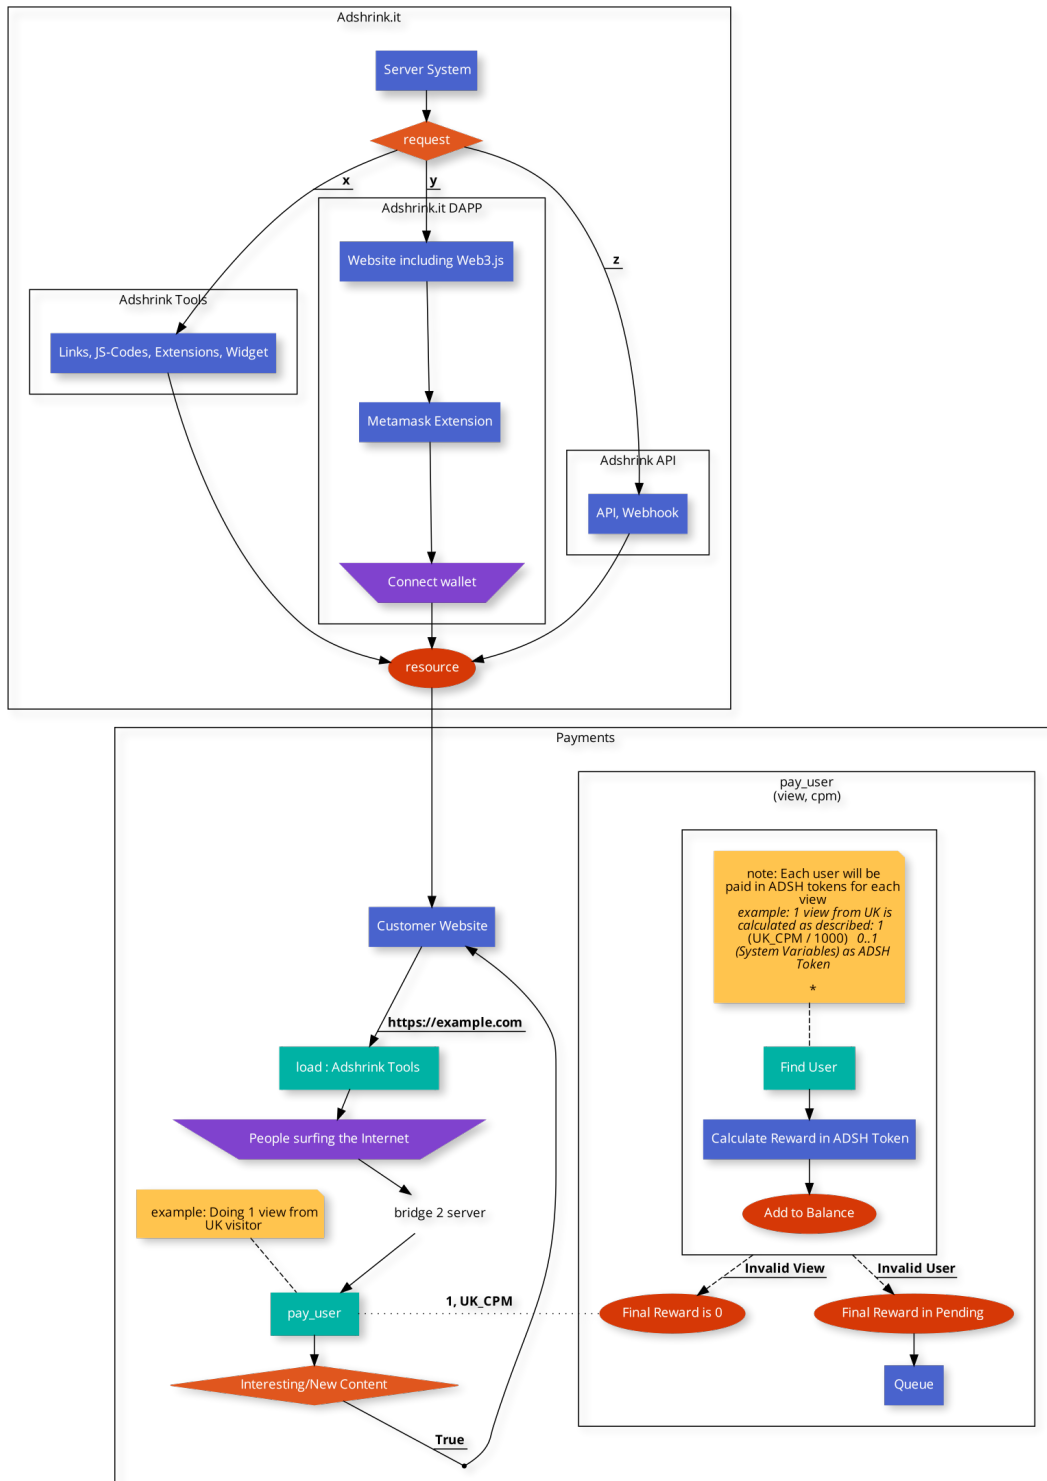 Adshrink.it
Server System
request
x
y
z
Adshrink.it DAPP
Website including Web3.js
Adshrink Tools
Links, JS-Codes, Extensions, Widget
Metamask Extension
Adshrink API
API, Webhook
Connect wallet
resource
Payments
pay_user
(view, cpm)
note: Each user will be
paid in ADSH tokens for each
view
example: 1 view from UK is
calculated as described: 1
(UK_CPM / 1000) 0..1
(System Variables) as ADSH
Token
*
Customer Website
https://example.com
load : Adshrink Tools
Find User
People surfing the Internet
Calculate Reward in ADSH Token
example: Doing 1 view from
UK visitor
bridge 2 server
Add to Balance
Invalid View
Invalid User
pay_user
1, UK_CPM
Final Reward is 0
Final Reward in Pending
Interesting/New Content
Queue
True